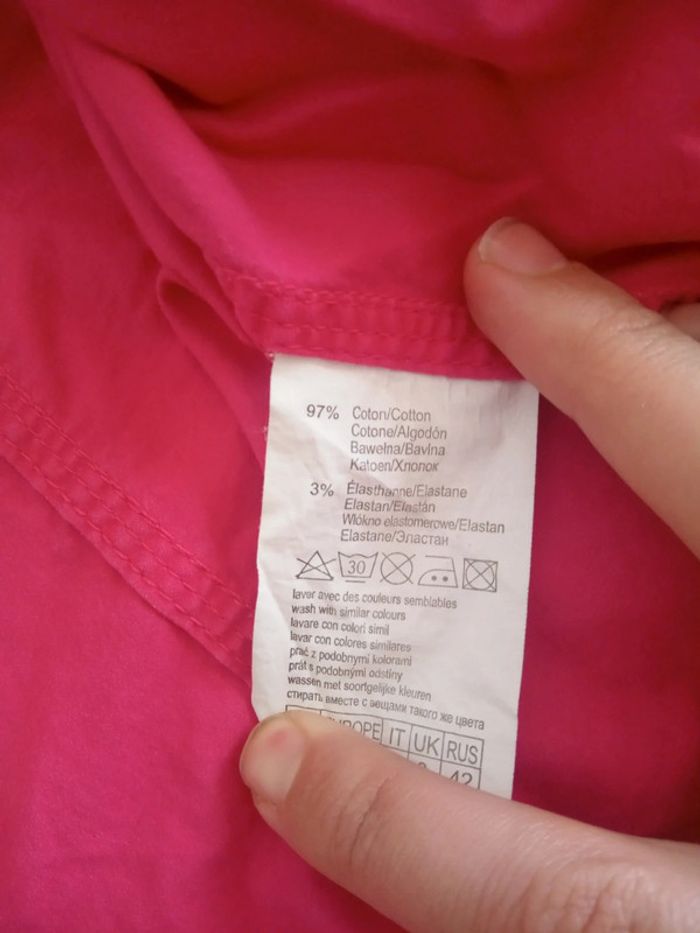 97% Coton/Cotton
Cotone/Algodón
Bawełna/Bavlna
Katoen/Хлопок
3% Élasthanne/Elastane
Elastan/Elastán
Włókno elastomerowe/Elastan
Elastane/Эластан
30
laver avec des couleurs semblables
wash with similar colours
lavare con colori simil
lavar con colores similares
prać z podobnymi kolorami
prát s podobnými odstíny
wassen met soortgelijke kleuren
стирать вместе с вещами такого же цвета
IT UK RUS
42